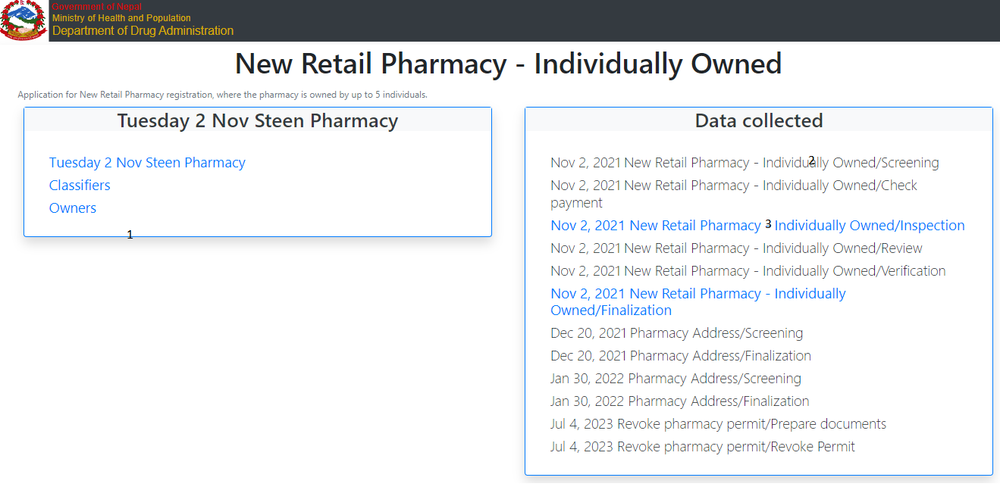 Government of Nepal
Ministry of Health and Population
Department of Drug Administration
New Retail Pharmacy - Individually Owned
Application for New Retail Pharmacy registration, where the pharmacy is owned by up to 5 individuals.
Tuesday 2 Nov Steen Pharmacy
Tuesday 2 Nov Steen Pharmacy
Classifiers
Owners
1
Data collected
2
Nov 2, 2021 New Retail Pharmacy - Individually Owned/Screening
Nov 2, 2021 New Retail Pharmacy - Individually Owned/Check
payment
Nov 2, 2021 New Retail Pharmacy 3 Individually Owned/Inspection
Nov 2, 2021 New Retail Pharmacy - Individually Owned/Review
Nov 2, 2021 New Retail Pharmacy - Individually Owned/Verification
Nov 2, 2021 New Retail Pharmacy - Individually
Owned/Finalization
Dec 20, 2021 Pharmacy Address/Screening
Dec 20, 2021 Pharmacy Address/Finalization
Jan 30, 2022 Pharmacy Address/Screening
Jan 30, 2022 Pharmacy Address/Finalization
Jul 4, 2023 Revoke pharmacy permit/Prepare documents
Jul 4, 2023 Revoke pharmacy permit/Revoke Permit